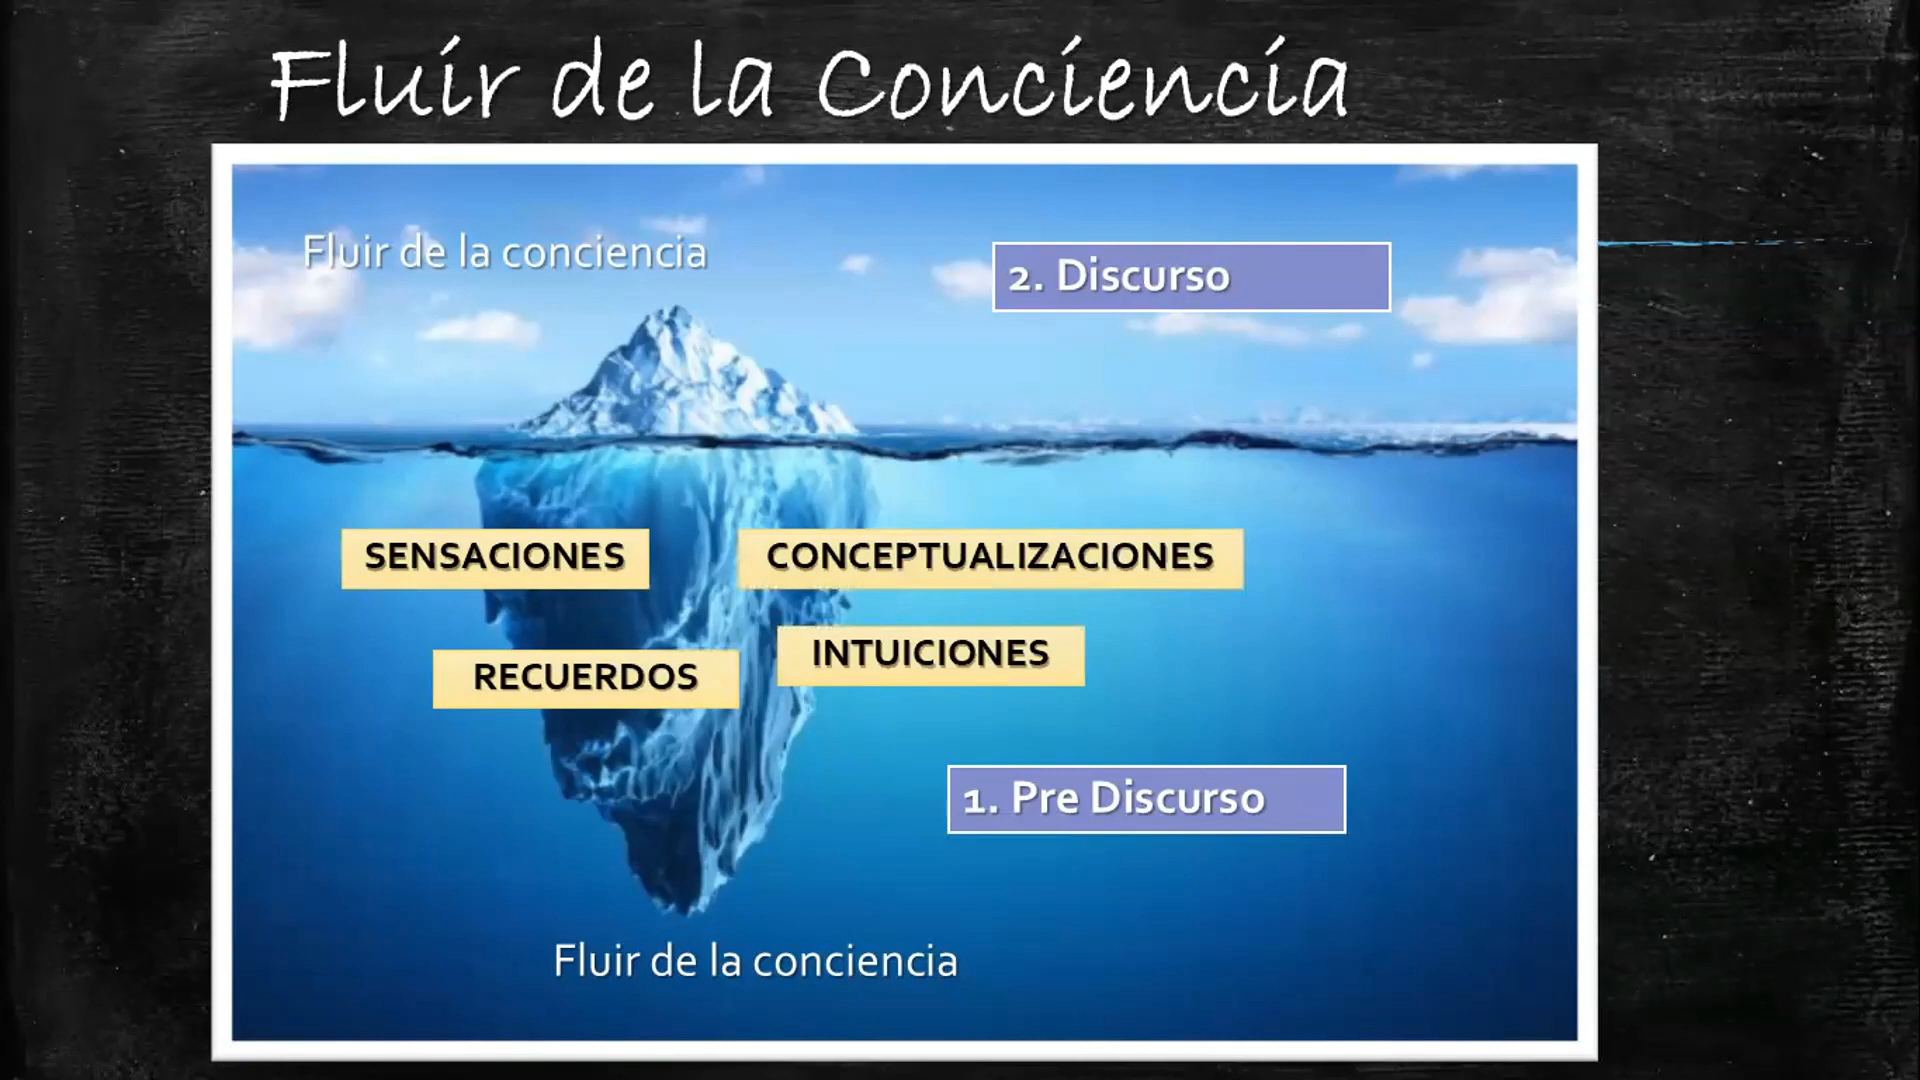 Fluir de la Conciencia
Fluir de la conciencia
2. Discurso
SENSACIONES
CONCEPTUALIZACIONES
INTUICIONES
RECUERDOS
1. Pre Discurso
Fluir de la conciencia